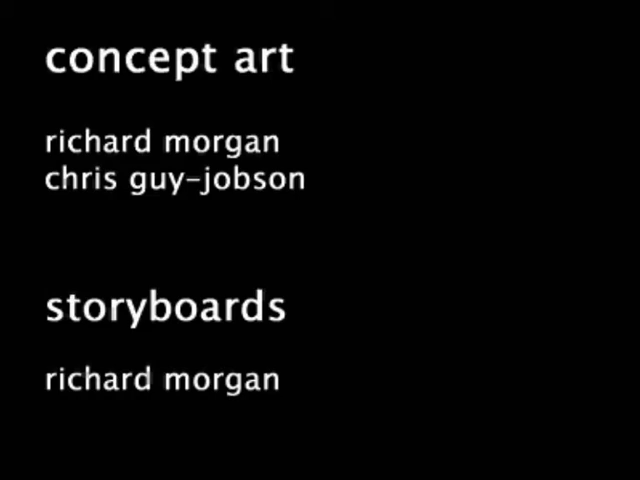 concept art
richard morgan
chris guy-jobson
storyboards
richard morgan